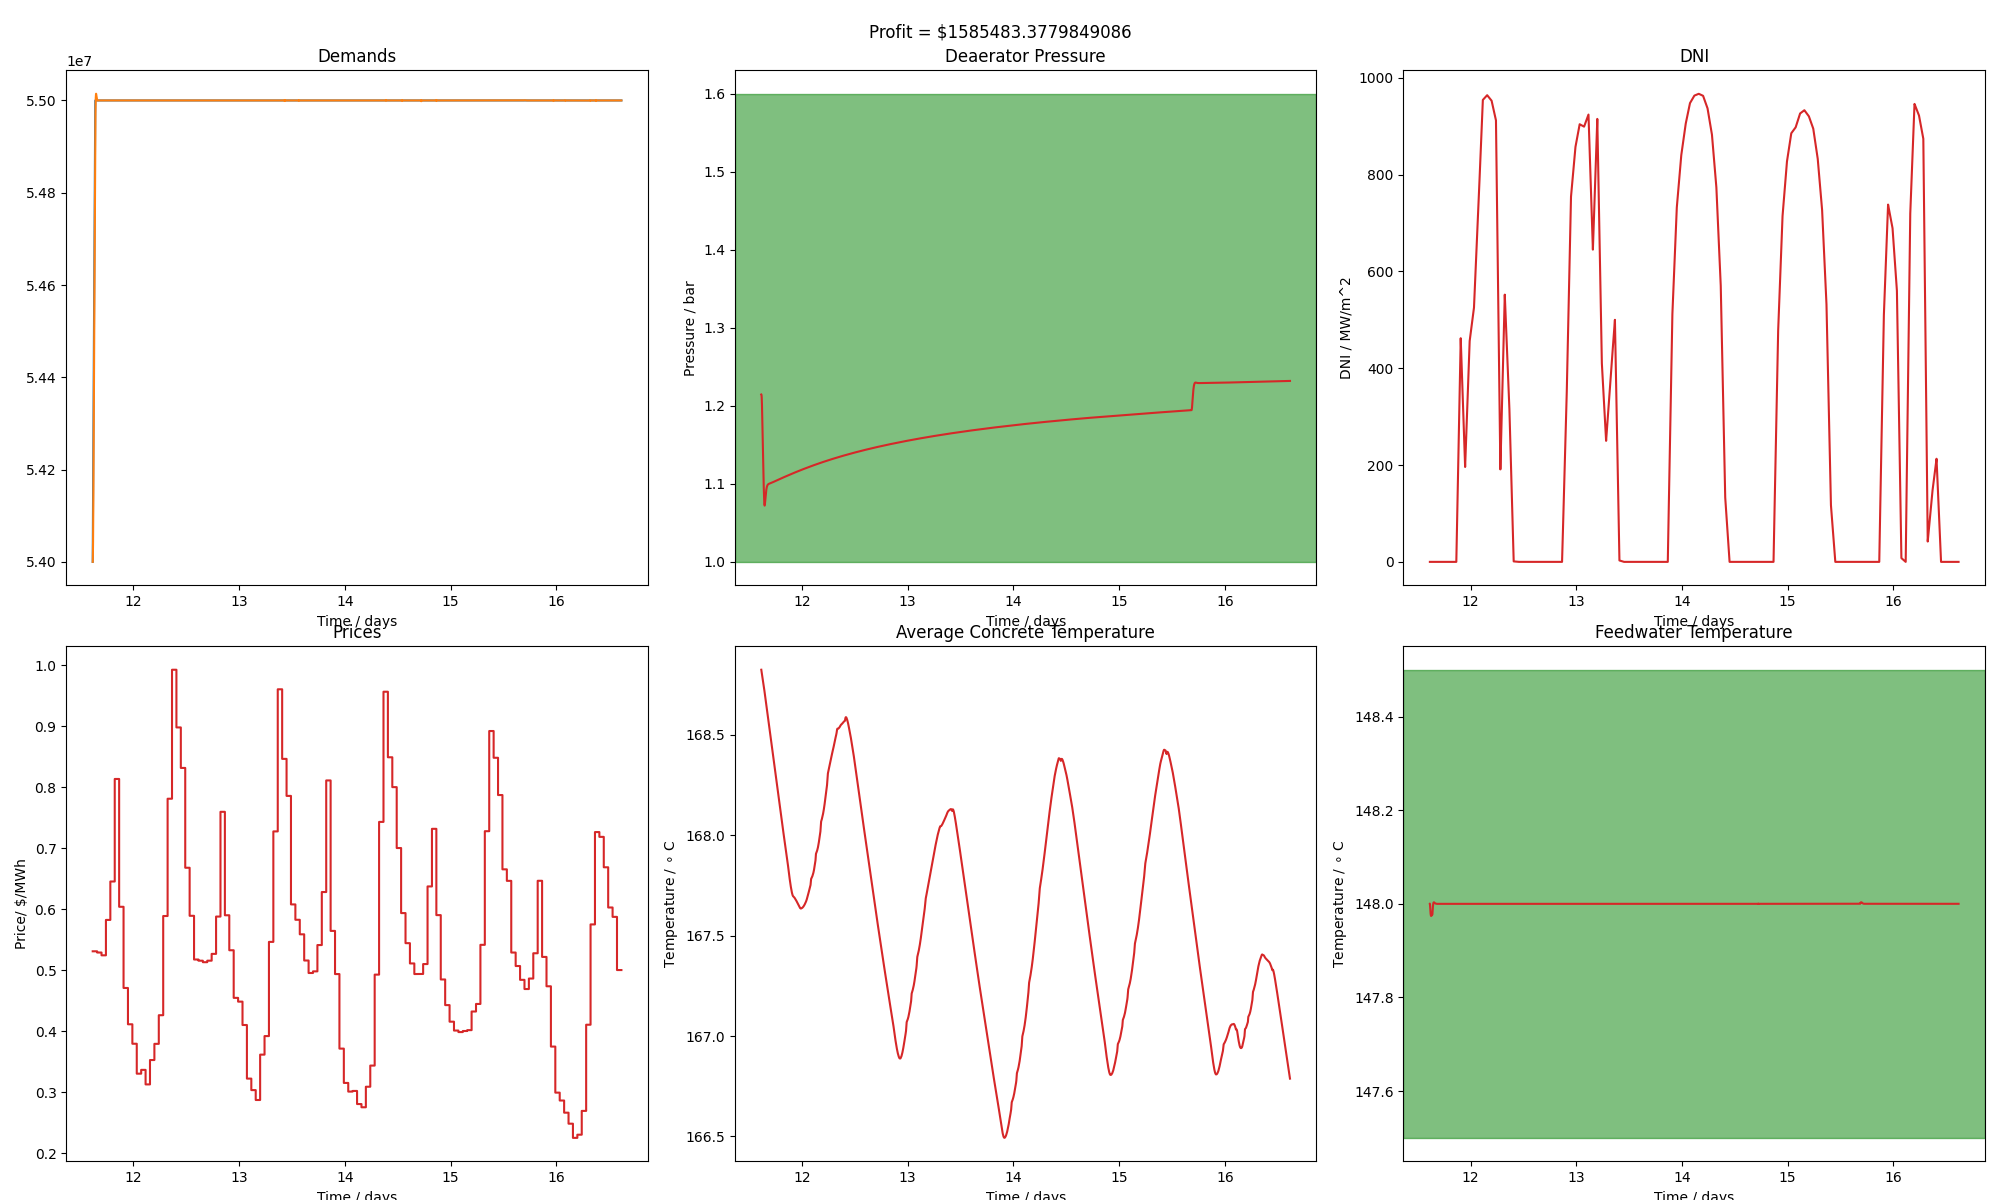 Profit = $1585483.3779849086
Demands
1e7
5.50
5.48
5.46
5.44
5.42
5.40
12 13 14 15 16
Time / days
Deaerator Pressure
Pressure / bar
1.6
1.5
1.4
1.3
1.2
1.1
1.0
12 13 14 15 16
Time / days
DNI
DNI / MW/m^2
1000
800
600
400
200
0
12 13 14 15 16
Time / days
Prices
Price/ $/MWh
1.0
0.9
0.8
0.7
0.6
0.5
0.4
0.3
0.2
12 13 14 15 16
Time / days
Average Concrete Temperature
Temperature / ∘ C
168.5
168.0
167.5
167.0
166.5
12 13 14 15 16
Time / days
Feedwater Temperature
Temperature / ∘ C
148.4
148.2
148.0
147.8
147.6
12 13 14 15 16
Time / days